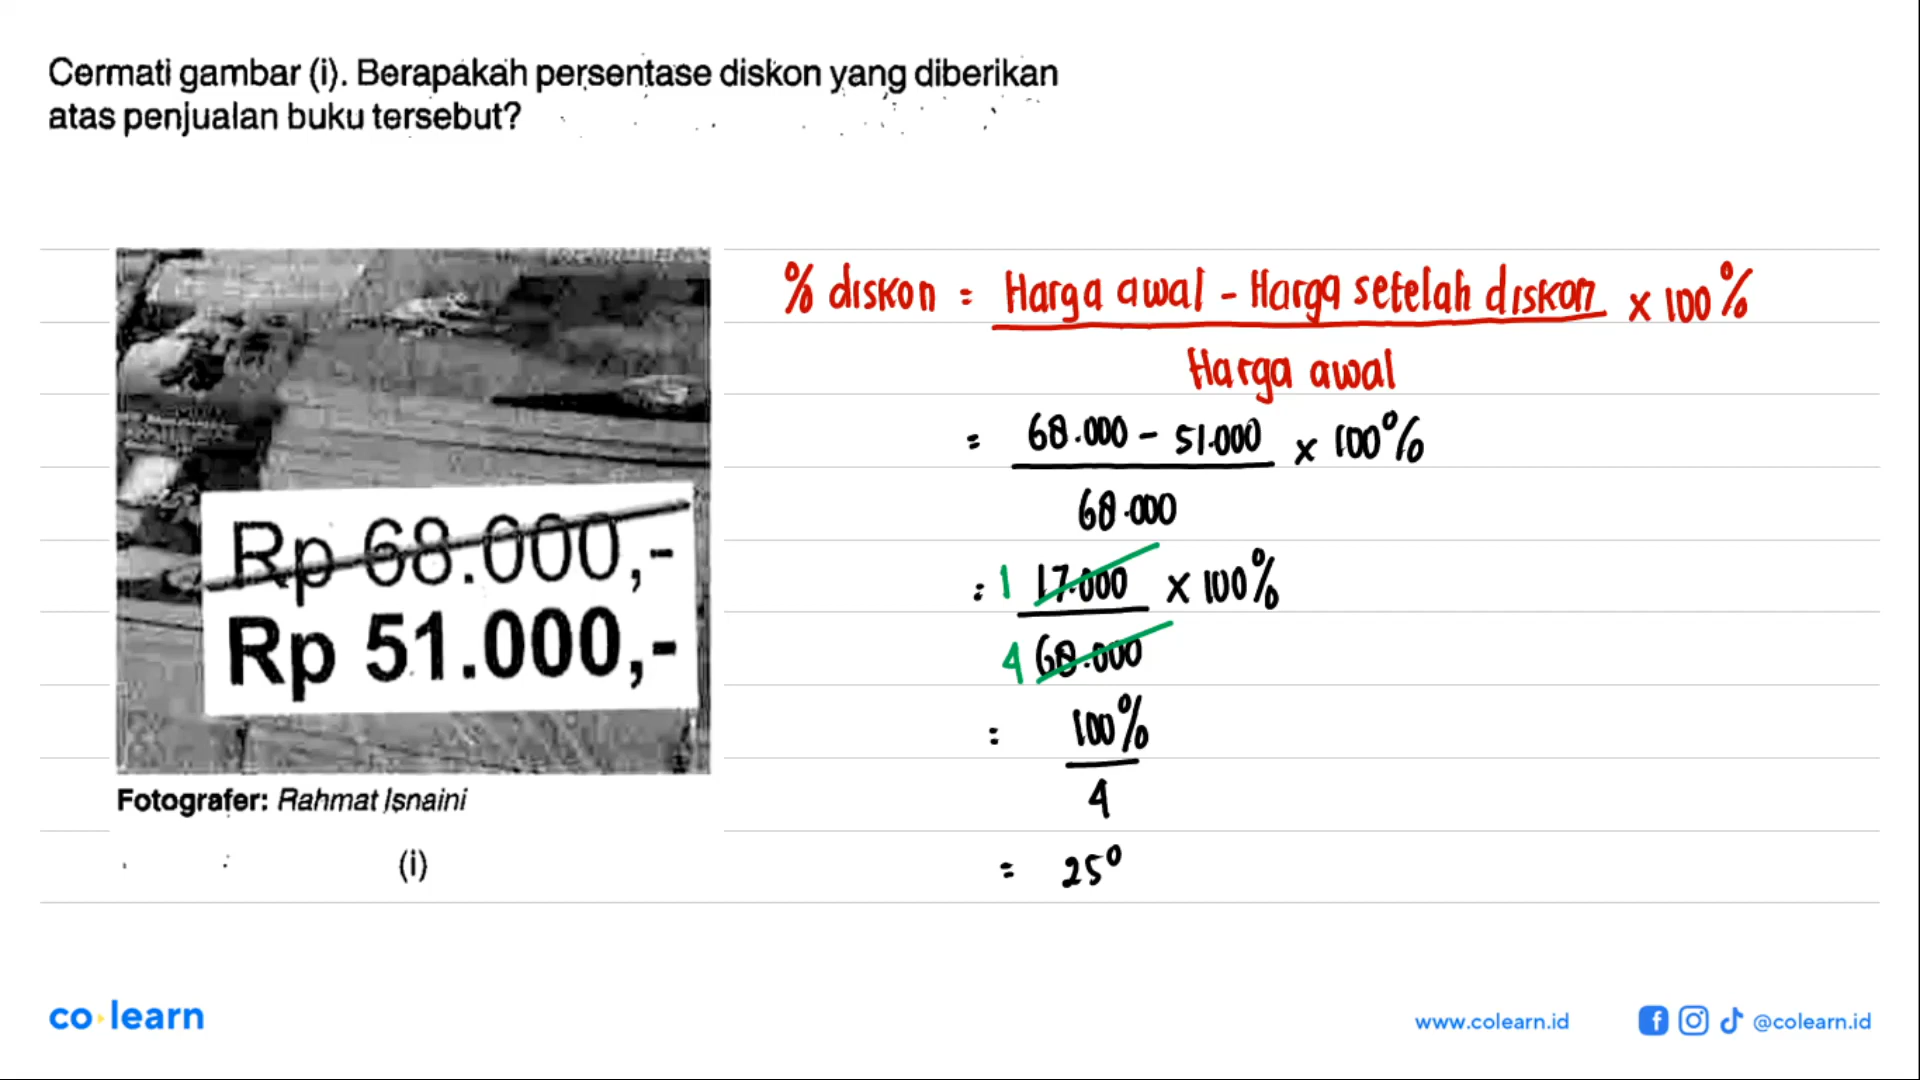 Cermati gambar (i). Berapakah persentase diskon yang diberikan
atas penjualan buku tersebut?
Rp 68.000,-
Rp 51.000,-
Fotografer: Rahmat Isnaini
(i)
% diskon = Harga awal - Harga setelah diskon x 100%
Harga awal
= 68.000 - 51.000 x 100%
68.000
= 1 17.000 x 100%
4 68.000
= 100%
4
= 25°
co learn
www.colearn.id
@colearn.id